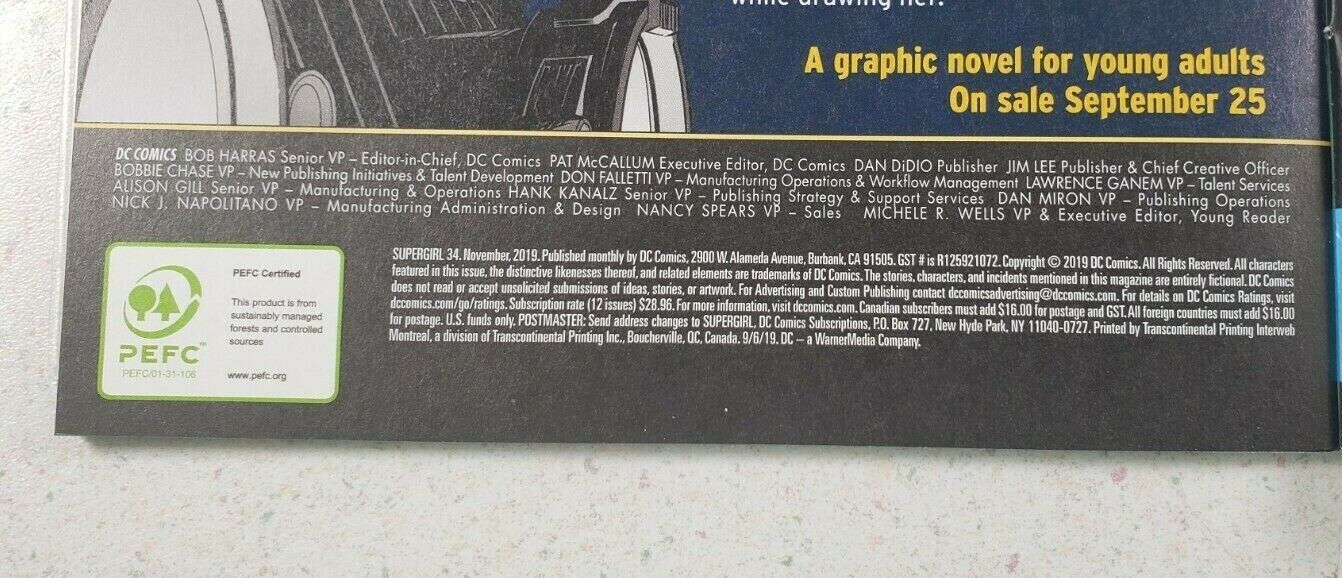 while drawing her.
A graphic novel for young adults
On sale September 25
DC COMICS BOB HARRAS Senior VP – Editor-in-Chief, DC Comics PAT McCALLUM Executive Editor, DC Comics DAN DiDIO Publisher JIM LEE Publisher & Chief Creative Officer
BOBBIE CHASE VP – New Publishing Initiatives & Talent Development DON FALLETTI VP – Manufacturing Operations & Workflow Management LAWRENCE GANEM VP – Talent Services
ALISON GILL Senior VP – Manufacturing & Operations HANK KANALZ Senior VP – Publishing Strategy & Support Services DAN MIRON VP – Publishing Operations
NICK J. NAPOLITANO VP – Manufacturing Administration & Design NANCY SPEARS VP – Sales MICHELE R. WELLS VP & Executive Editor, Young Reader
PEFC Certified
This product is from
sustainably managed
forests and controlled
sources
www.pefc.org
PEFC™
PEFC/01-31-106
SUPERGIRL 34. November, 2019. Published monthly by DC Comics, 2900 W. Alameda Avenue, Burbank, CA 91505. GST # is R125921072. Copyright © 2019 DC Comics. All Rights Reserved. All characters
featured in this issue, the distinctive likenesses thereof, and related elements are trademarks of DC Comics. The stories, characters, and incidents mentioned in this magazine are entirely fictional. DC Comics
does not read or accept unsolicited submissions of ideas, stories, or artwork. For Advertising and Custom Publishing contact dccomicsadvertising@dccomics.com. For details on DC Comics Ratings, visit
dccomics.com/go/ratings. Subscription rate (12 issues) $28.96. For more information, visit dccomics.com. Canadian subscribers must add $16.00 for postage and GST. All foreign countries must add $16.00
for postage. U.S. funds only. POSTMASTER: Send address changes to SUPERGIRL, DC Comics Subscriptions, P.O. Box 727, New Hyde Park, NY 11040-0727. Printed by Transcontinental Printing Interweb
Montreal, a division of Transcontinental Printing Inc., Boucherville, QC, Canada. 9/6/19. DC – a WarnerMedia Company.